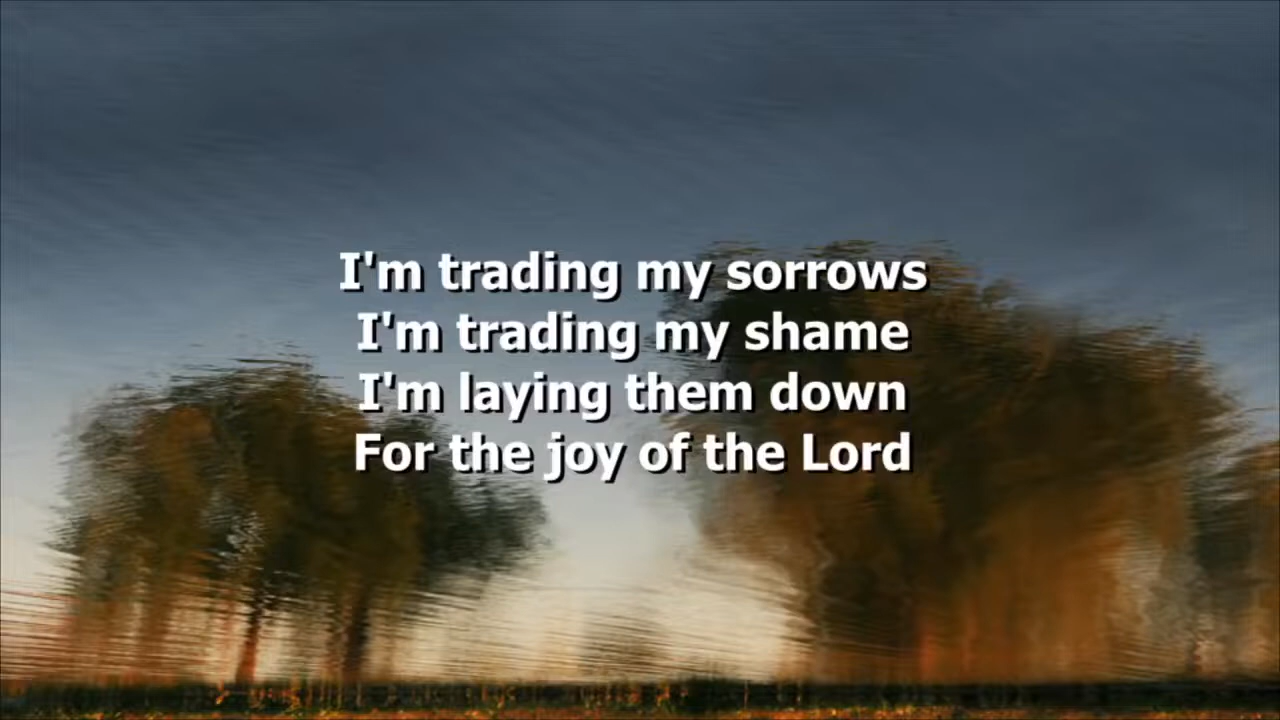 I'm trading my sorrows
I'm trading my shame
I'm laying them down
For the joy of the Lord